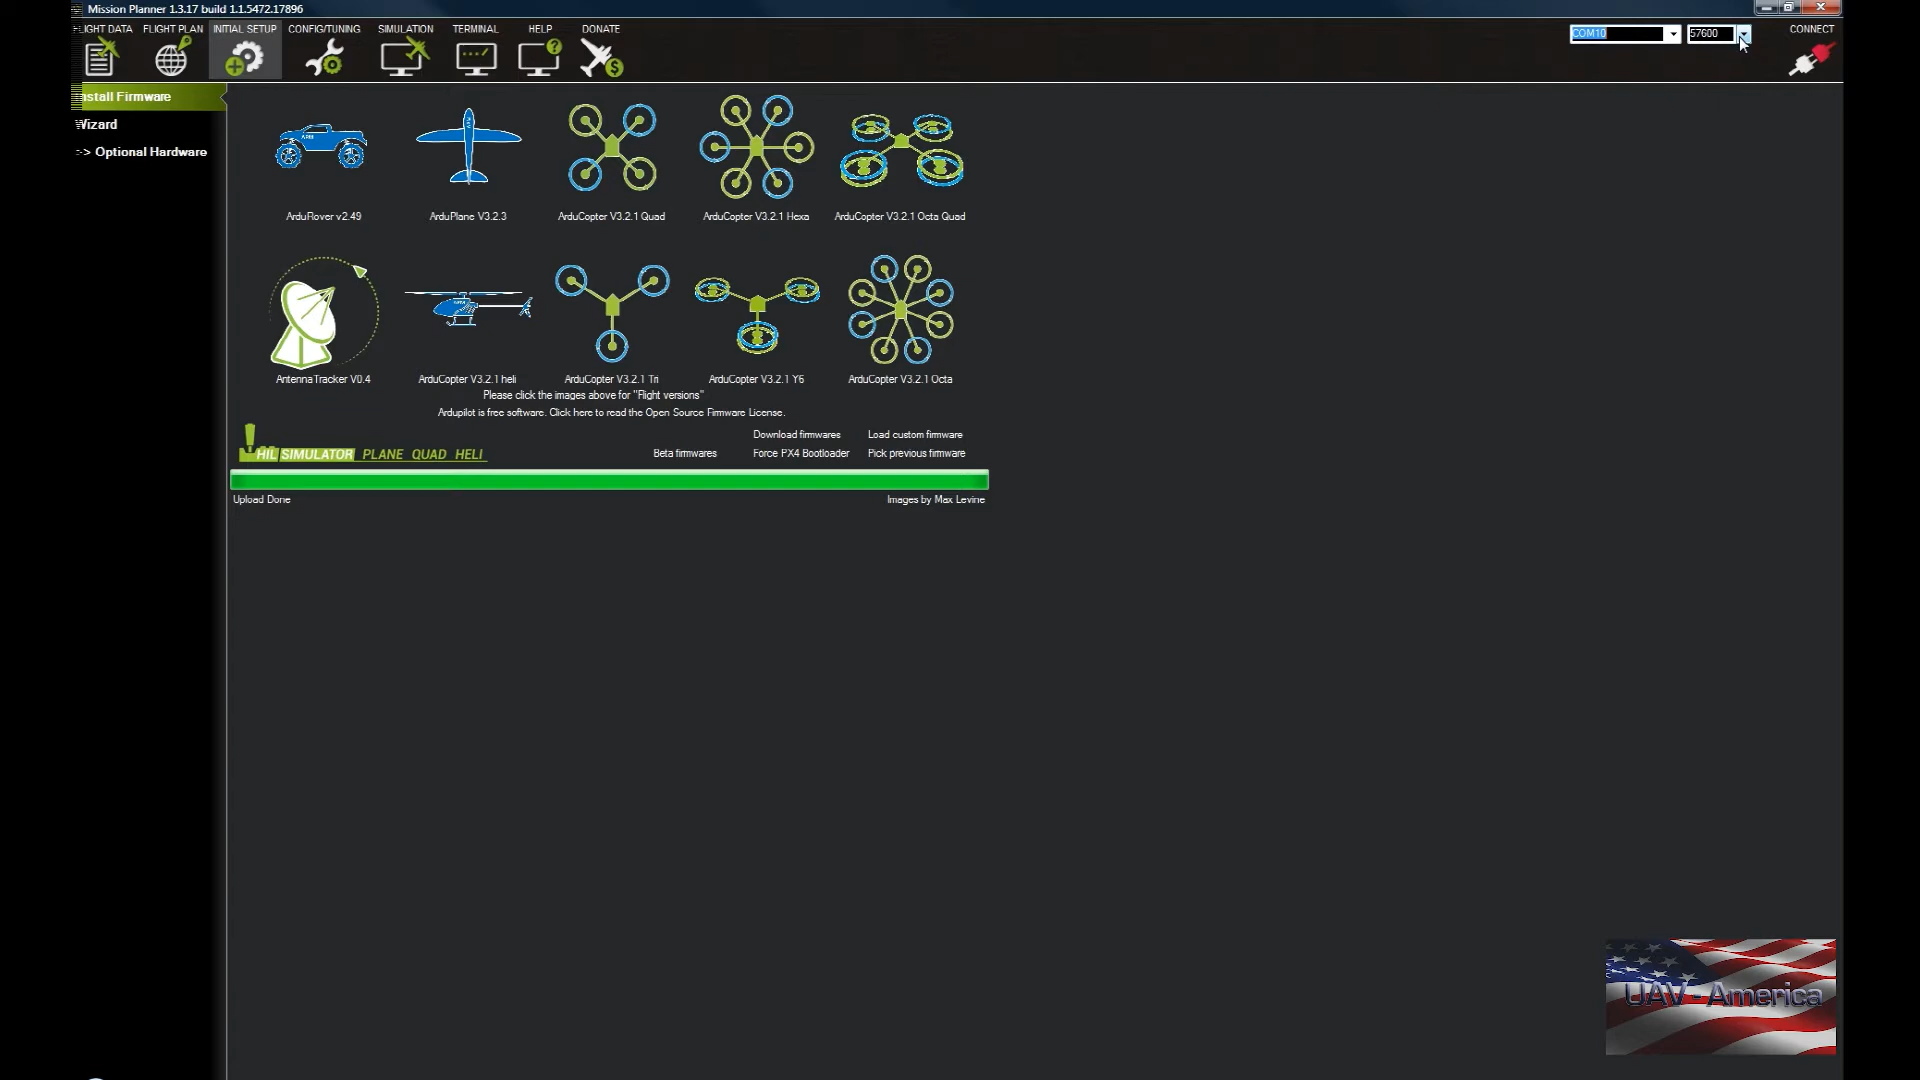 Mission Planner 1.3.17 build 1.1.5472.17896
LIGHT DATA FLIGHT PLAN INITIAL SETUP CONFIG/TUNING SIMULATION TERMINAL HELP DONATE
COM10 57600 CONNECT
nstall Firmware
Wizard
>> Optional Hardware
ArduRover v2.49 ArduPlane V3.2.3 ArduCopter V3.2.1 Quad ArduCopter V3.2.1 Hexa ArduCopter V3.2.1 Octa Quad
AntennaTracker V0.4 ArduCopter V3.2.1 heli ArduCopter V3.2.1 Tri ArduCopter V3.2.1 Y6 ArduCopter V3.2.1 Octa
Please click the images above for "Flight versions"
Ardupilot is free software. Click here to read the Open Source Firmware License.
Download firmwares Load custom firmware
HIL SIMULATOR PLANE QUAD HELI
Beta firmwares Force PX4 Bootloader Pick previous firmware
Upload Done Images by Max Levine
UAV - America